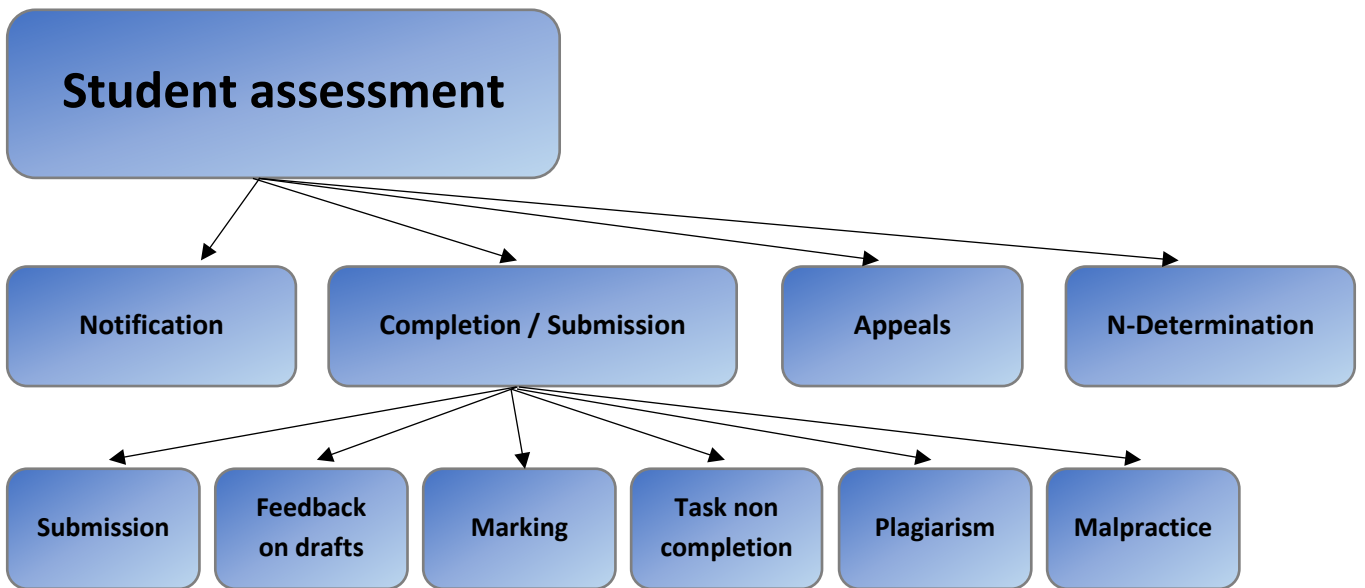 Student assessment
Notification
Completion / Submission
Appeals
N-Determination
Submission
Feedback
on drafts
Marking
Task non
completion
Plagiarism
Malpractice